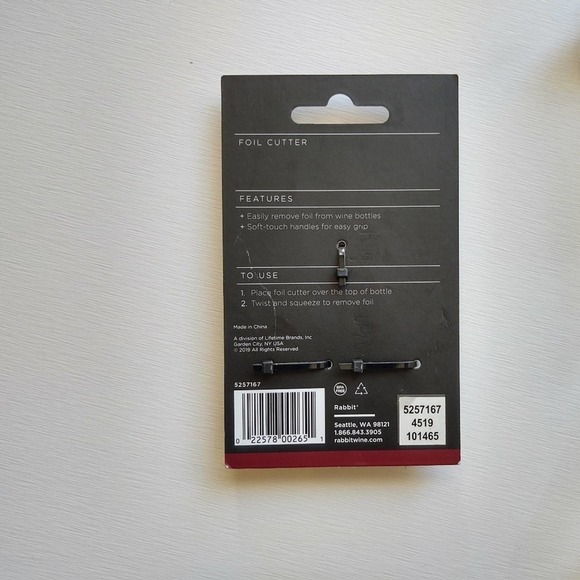 FOIL CUTTER
FEATURES
+ Easily remove foil from wine bottles
+ Soft-touch handles for easy grip
TO USE
1. Place foil cutter over the top of bottle
2. Twist and squeeze to remove foil
Made in China
A division of Lifetime Brands, Inc
Garden City, NY USA
© 2019 All Rights Reserved
5257167
0 22578 00265 1
BPA
FREE
Rabbit®
Seattle, WA 98121
1.866.843.3905
rabbitwine.com
5257167
4519
101465